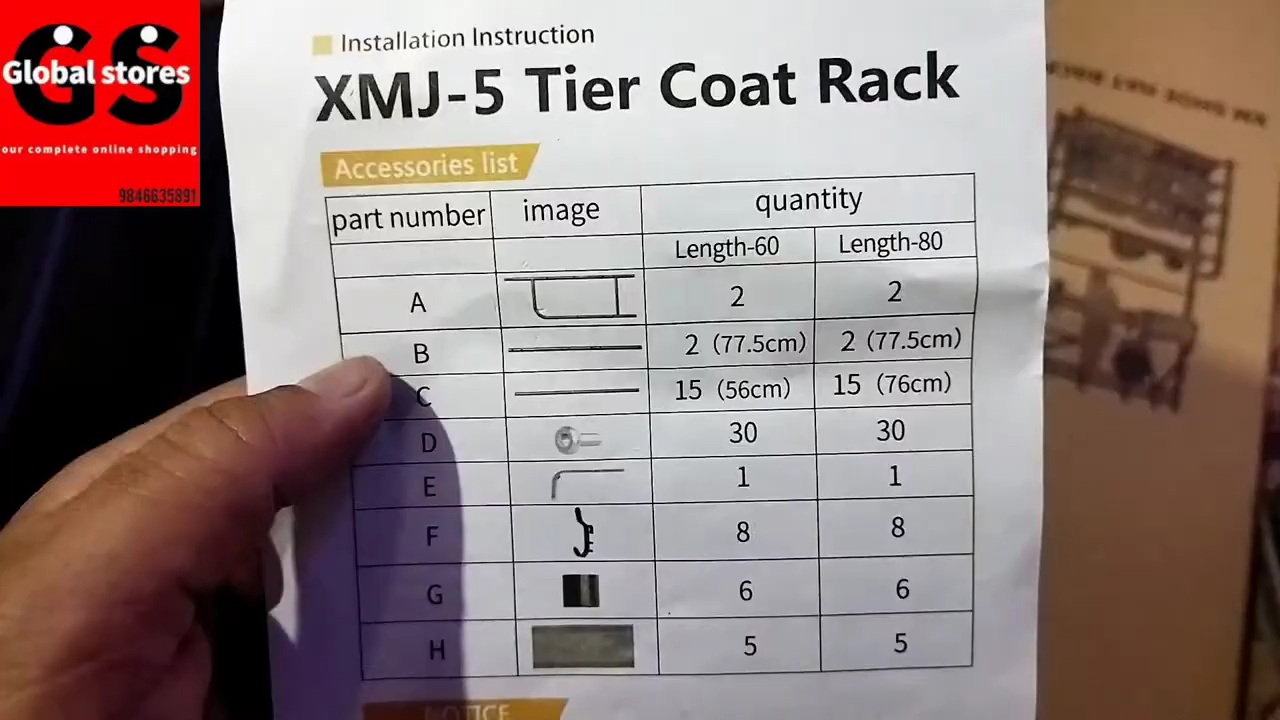 GS
Global stores
our complete online shopping
9846635891
Installation Instruction
XMJ-5 Tier Coat Rack
Accessories list
part number image quantity
Length-60 Length-80
A 2 2
B 2 (77.5cm) 2 (77.5cm)
C 15 (56cm) 15 (76cm)
D 30 30
E 1 1
F 8 8
G 6 6
H 5 5
NOTICE